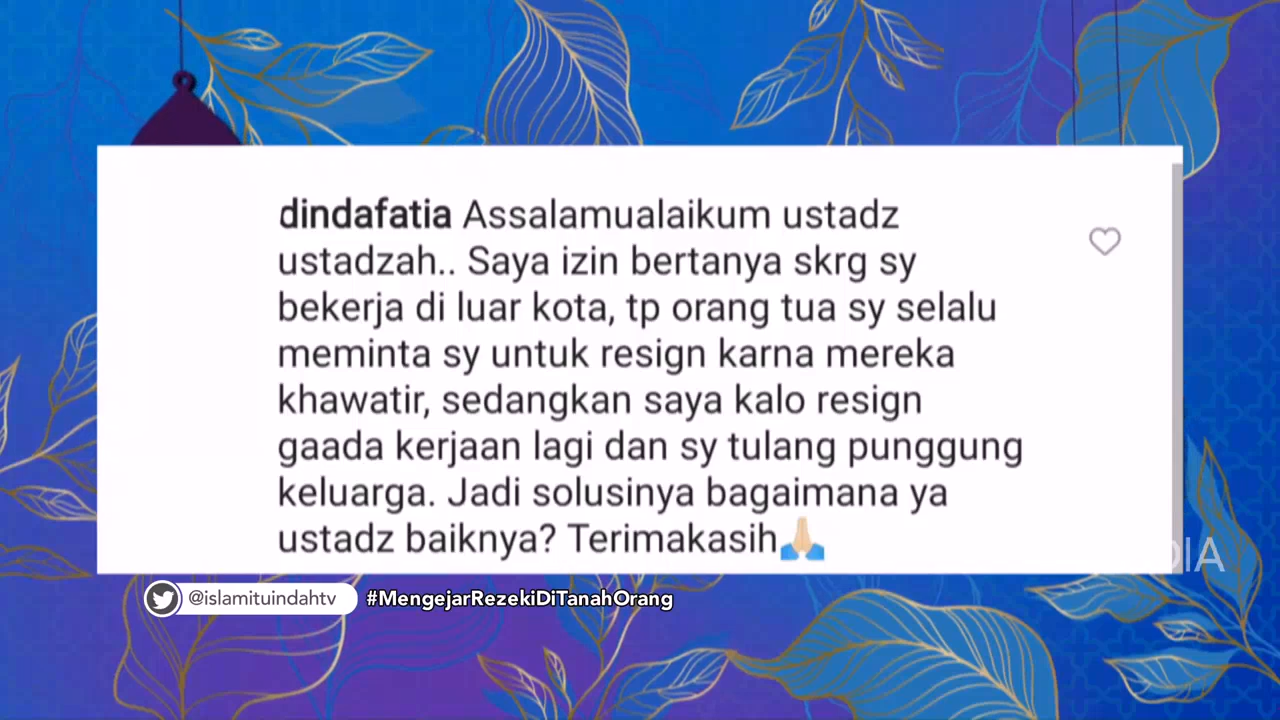 dindafatia Assalamualaikum ustadz
ustadzah.. Saya izin bertanya skrg sy
bekerja di luar kota, tp orang tua sy selalu
meminta sy untuk resign karna mereka
khawatir, sedangkan saya kalo resign
gaada kerjaan lagi dan sy tulang punggung
keluarga. Jadi solusinya bagaimana ya
ustadz baiknya? Terimakasih🙏🏼
@islamituindahtv #MengejarRezekiDiTanahOrang